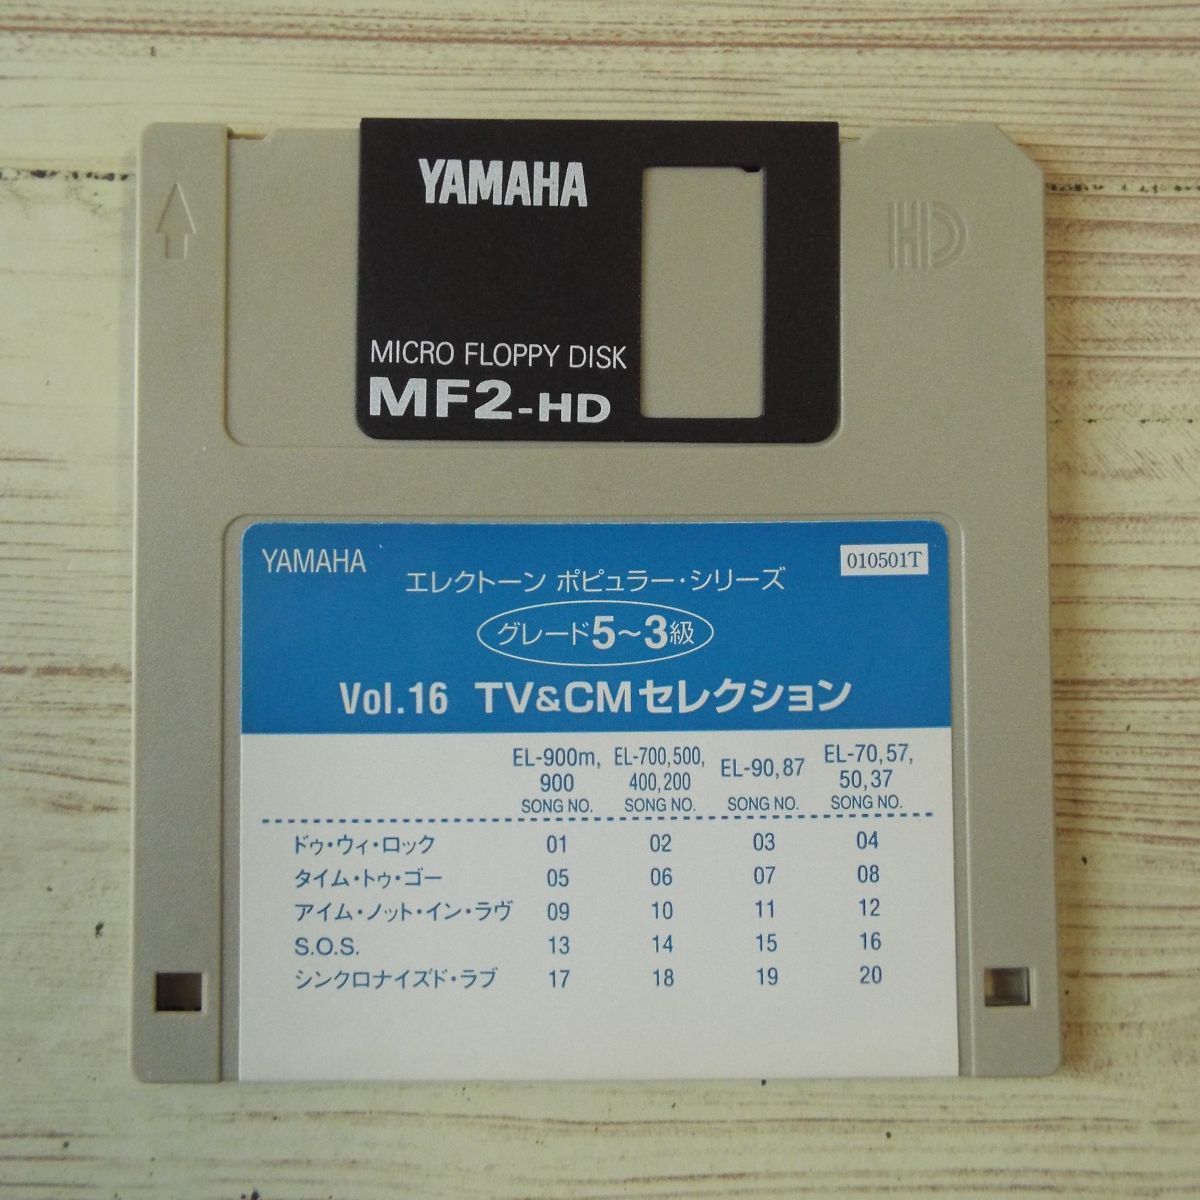 YAMAHA
HD
MICRO FLOPPY DISK
MF2-HD
YAMAHA
010501T
エレクトーン ポピュラー・シリーズ
グレード5~3級
Vol.16 TV&CMセレクション
EL-900m, EL-700,500, EL-90,87 EL-70,57,
900 400,200 50,37
SONG NO. SONG NO. SONG NO. SONG NO.
ドゥ・ウィ・ロック 01 02 03 04
タイム・トゥ・ゴー 05 06 07 08
アイム・ノット・イン・ラヴ 09 10 11 12
S.O.S. 13 14 15 16
シンクロナイズド・ラブ 17 18 19 20